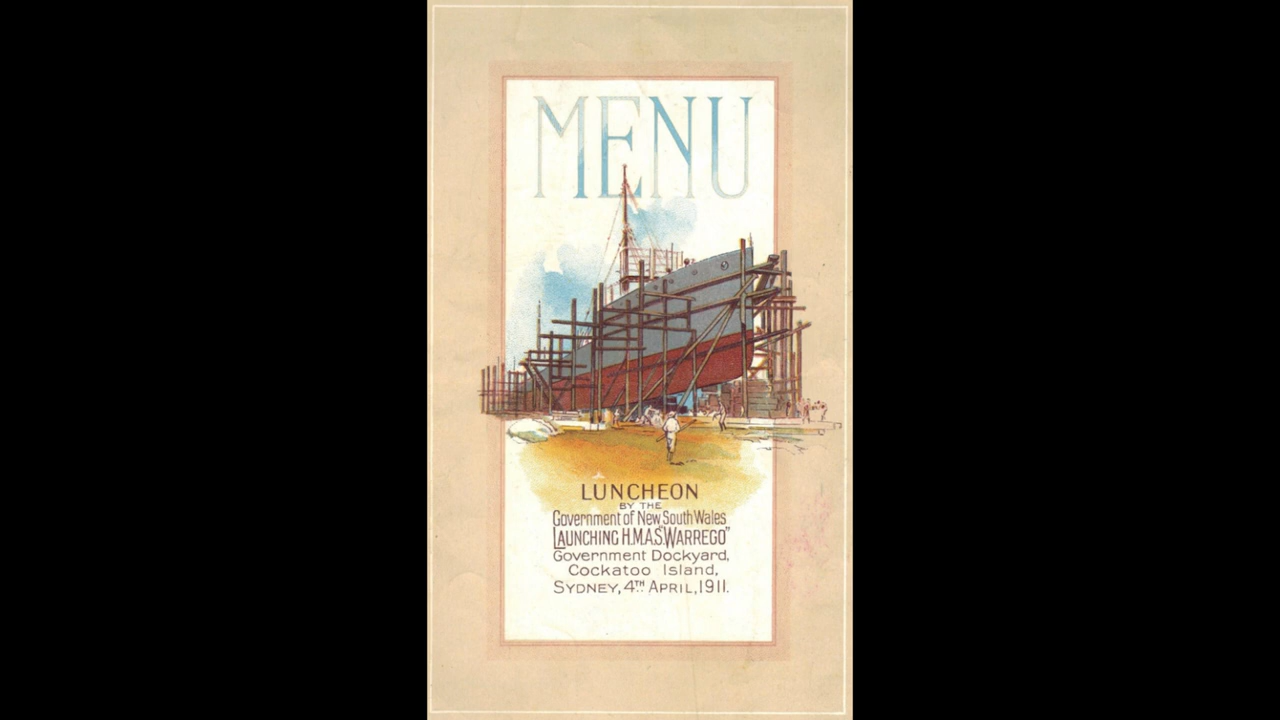 MENU
LUNCHEON
BY THE
Government of New South Wales
LAUNCHING H.M.A.S. "WARREGO"
Government Dockyard,
Cockatoo Island,
SYDNEY, 4TH APRIL, 1911.